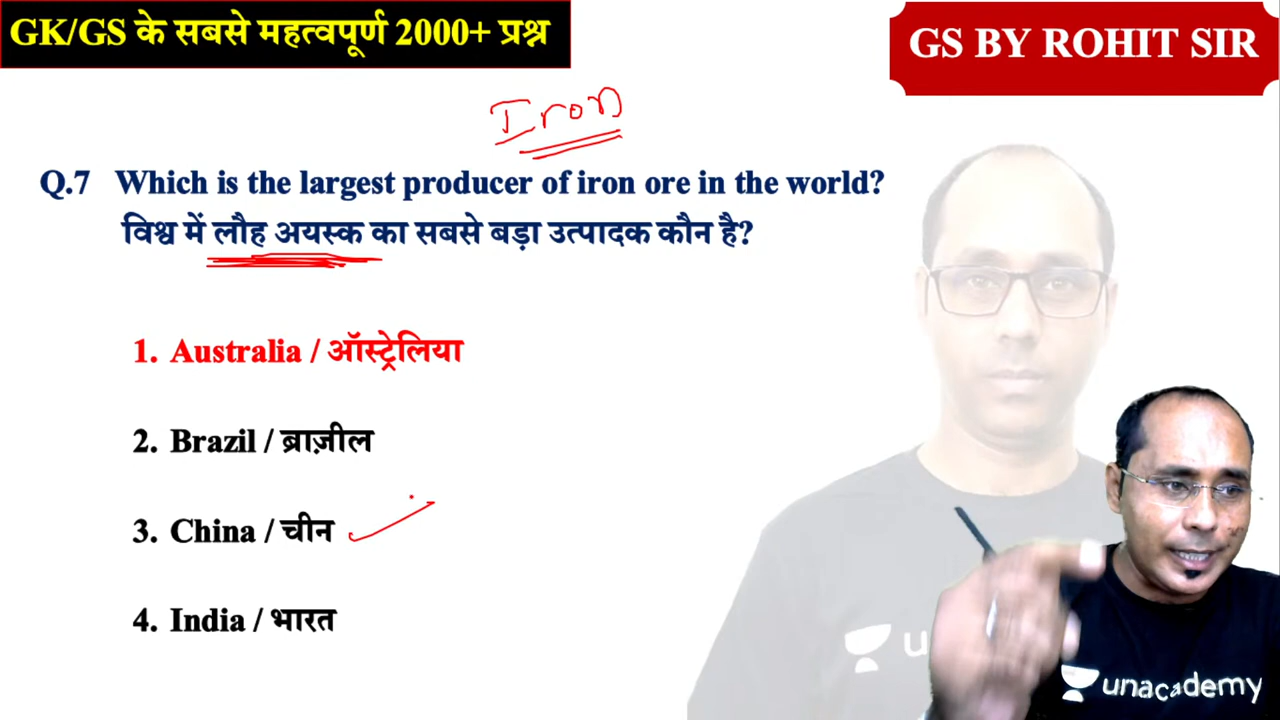 GK/GS के सबसे महत्वपूर्ण 2000+ प्रश्न
GS BY ROHIT SIR
Iron
Q.7 Which is the largest producer of iron ore in the world?
विश्व में लौह अयस्क का सबसे बड़ा उत्पादक कौन है?
1. Australia / ऑस्ट्रेलिया
2. Brazil / ब्राज़ील
3. China / चीन
4. India / भारत
u
unacademy